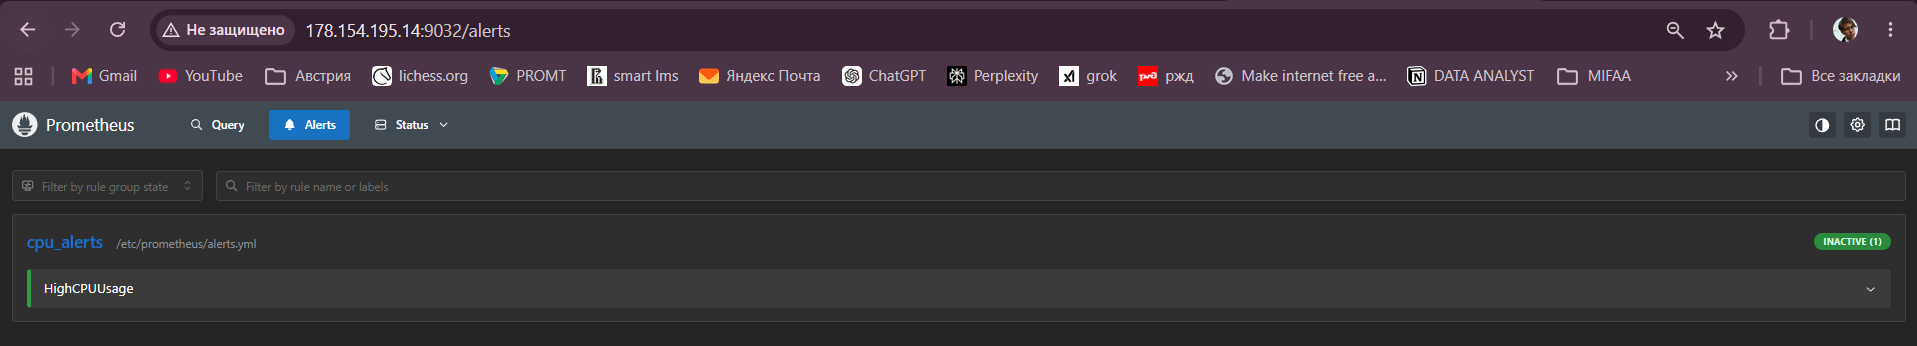 Не защищено 178.154.195.14:9032/alerts
Gmail YouTube Австрия lichess.org PROMT smart lms Яндекс Почта ChatGPT Perplexity grok ржд Make internet free a... DATA ANALYST MIFAA » Все закладки
Prometheus Query Alerts Status
Filter by rule group state Filter by rule name or labels
cpu_alerts /etc/prometheus/alerts.yml INACTIVE (1)
HighCPUUsage